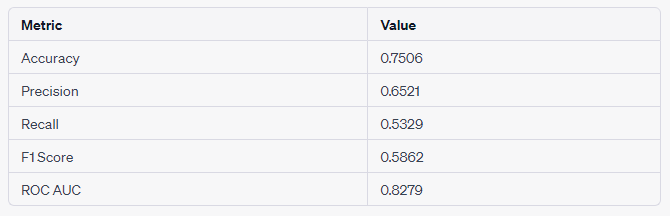 Metric Value
Accuracy 0.7506
Precision 0.6521
Recall 0.5329
F1 Score 0.5862
ROC AUC 0.8279